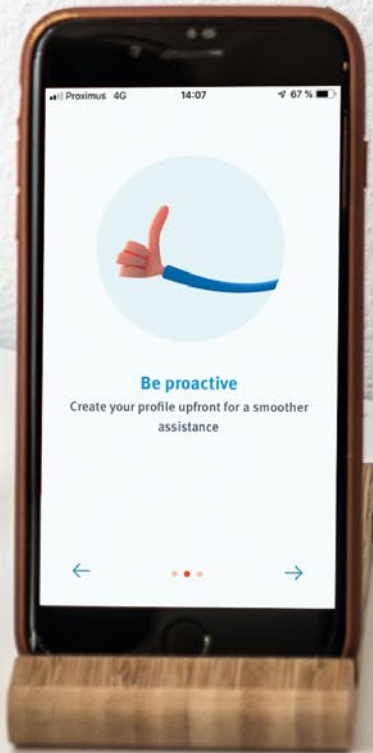 Proximus 4G 14:07 67 %
Be proactive
Create your profile upfront for a smoother
assistance